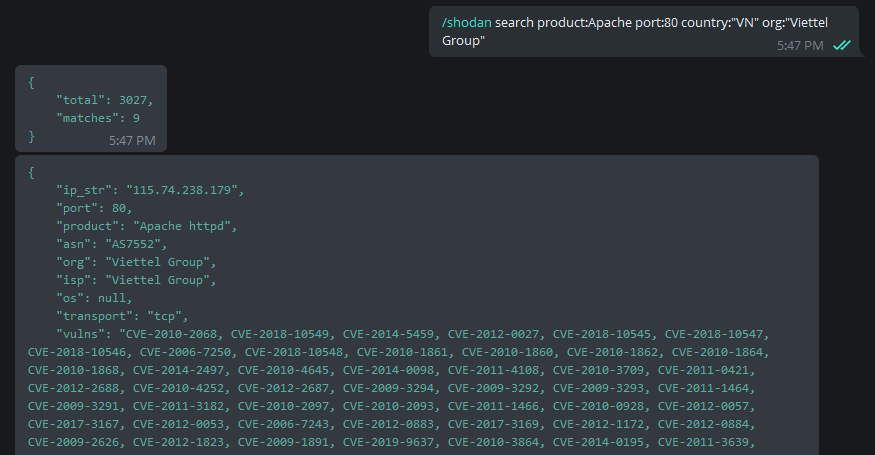 /shodan search product:Apache port:80 country:"VN" org:"Viettel
Group"
5:47 PM
{
"total": 3027,
"matches": 9
}
5:47 PM
{
"ip_str": "115.74.238.179",
"port": 80,
"product": "Apache httpd",
"asn": "AS7552",
"org": "Viettel Group",
"isp": "Viettel Group",
"os": null,
"transport": "tcp",
"vulns": "CVE-2010-2068, CVE-2018-10549, CVE-2014-5459, CVE-2012-0027, CVE-2018-10545, CVE-2018-10547,
CVE-2018-10546, CVE-2006-7250, CVE-2018-10548, CVE-2010-1861, CVE-2010-1860, CVE-2010-1862, CVE-2010-1864,
CVE-2010-1868, CVE-2014-2497, CVE-2010-4645, CVE-2014-0098, CVE-2011-4108, CVE-2010-3709, CVE-2011-0421,
CVE-2012-2688, CVE-2010-4252, CVE-2012-2687, CVE-2009-3294, CVE-2009-3292, CVE-2009-3293, CVE-2011-1464,
CVE-2009-3291, CVE-2011-3182, CVE-2010-2097, CVE-2010-2093, CVE-2011-1466, CVE-2010-0928, CVE-2012-0057,
CVE-2017-3167, CVE-2012-0053, CVE-2006-7243, CVE-2012-0883, CVE-2017-3169, CVE-2012-1172, CVE-2012-0884,
CVE-2009-2626, CVE-2012-1823, CVE-2009-1891, CVE-2019-9637, CVE-2010-3864, CVE-2014-0195, CVE-2011-3639,